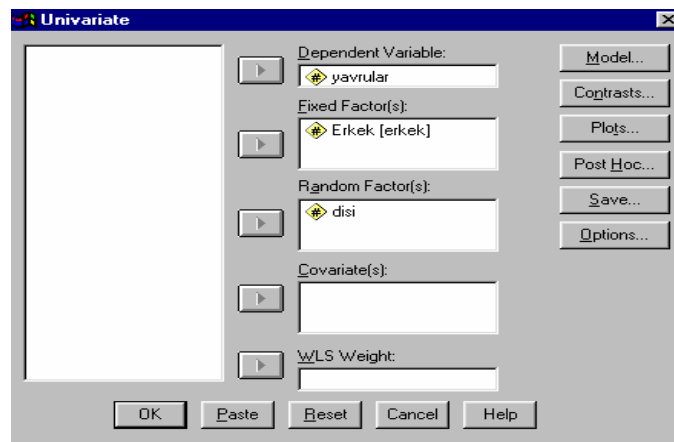 Univariate
Dependent Variable:
yavrular
Fixed Factor(s):
Erkek [erkek]
Random Factor(s):
disi
Covariate(s):
WLS Weight:
Model...
Contrasts...
Plots...
Post Hoc...
Save...
Options...
OK
Paste
Reset
Cancel
Help